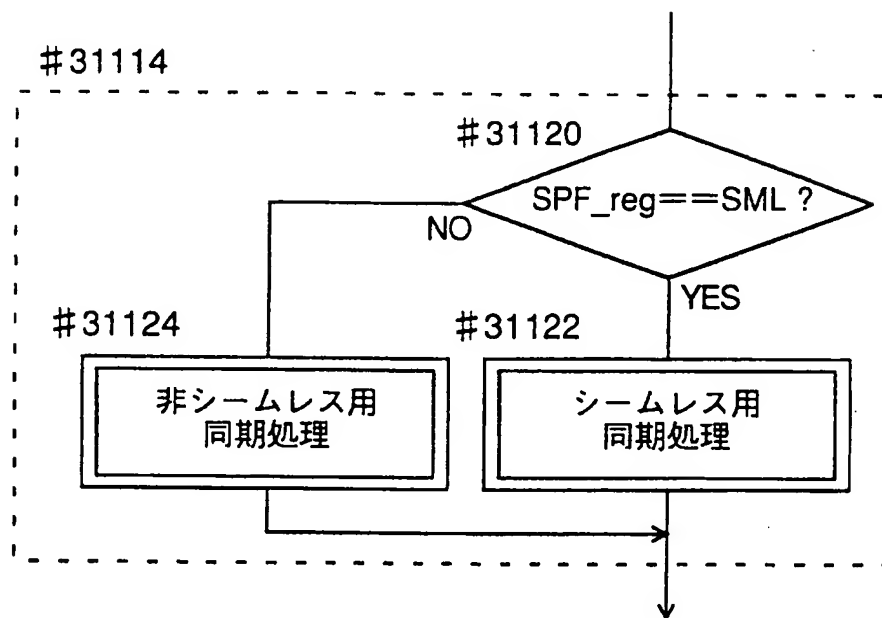 #31114
#31120
SPF_reg==SML ?
NO
YES
#31124
#31122
非シームレス用
同期処理
シームレス用
同期処理